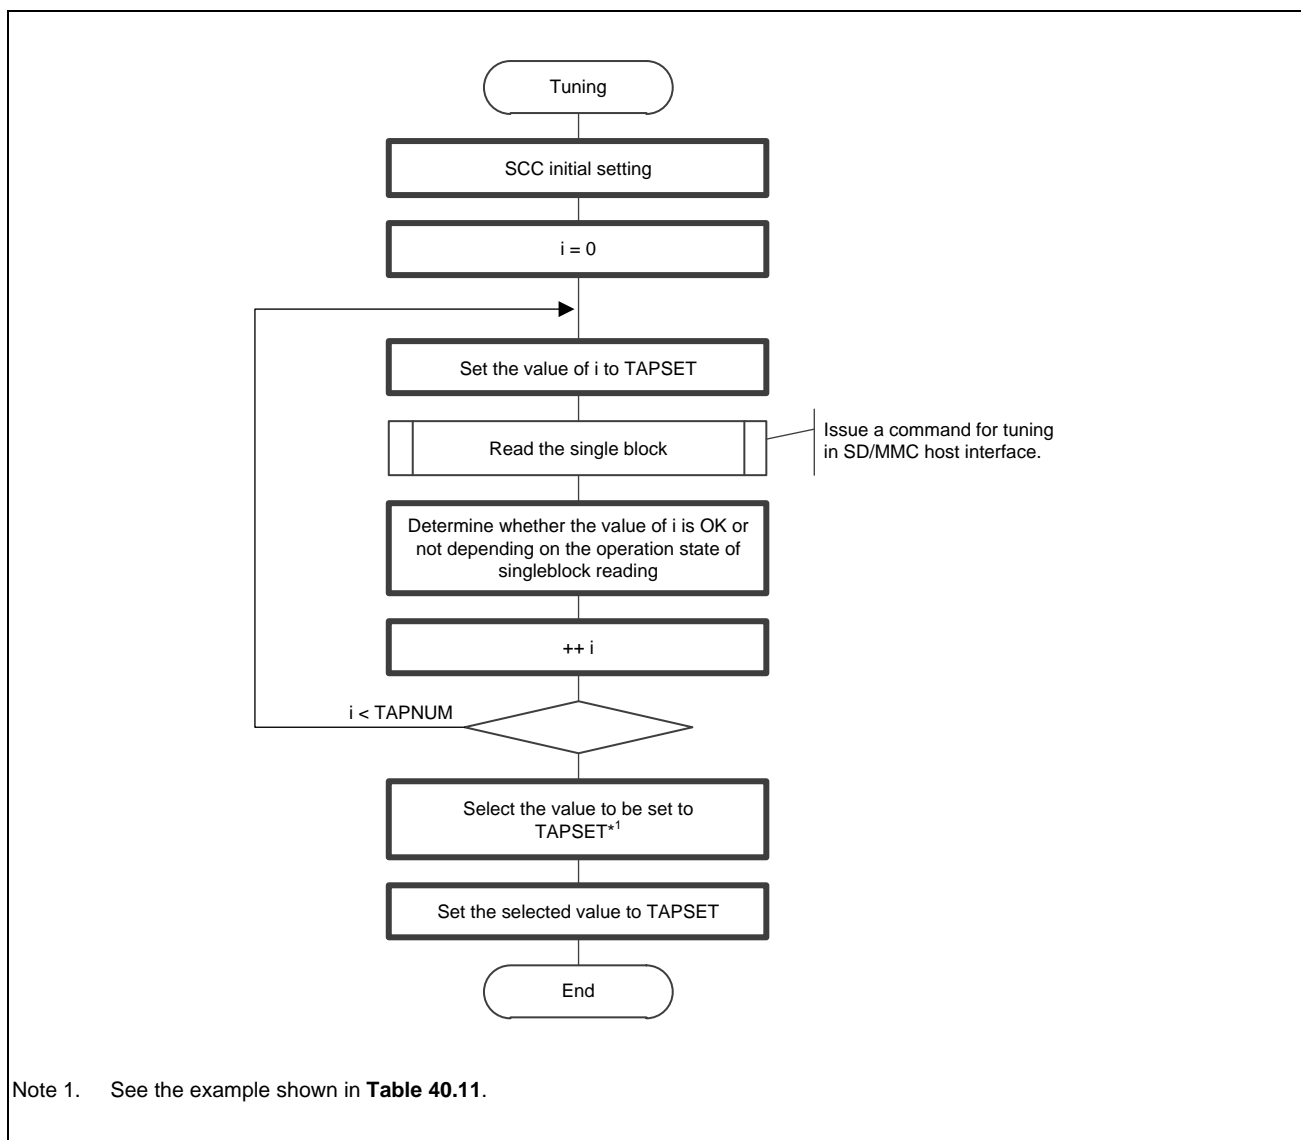 Tuning
SCC initial setting
i = 0
Set the value of i to TAPSET
Read the single block
Issue a command for tuning
in SD/MMC host interface.
Determine whether the value of i is OK or
not depending on the operation state of
singleblock reading
++ i
i < TAPNUM
Select the value to be set to
TAPSET*1
Set the selected value to TAPSET
End
Note 1. See the example shown in Table 40.11.